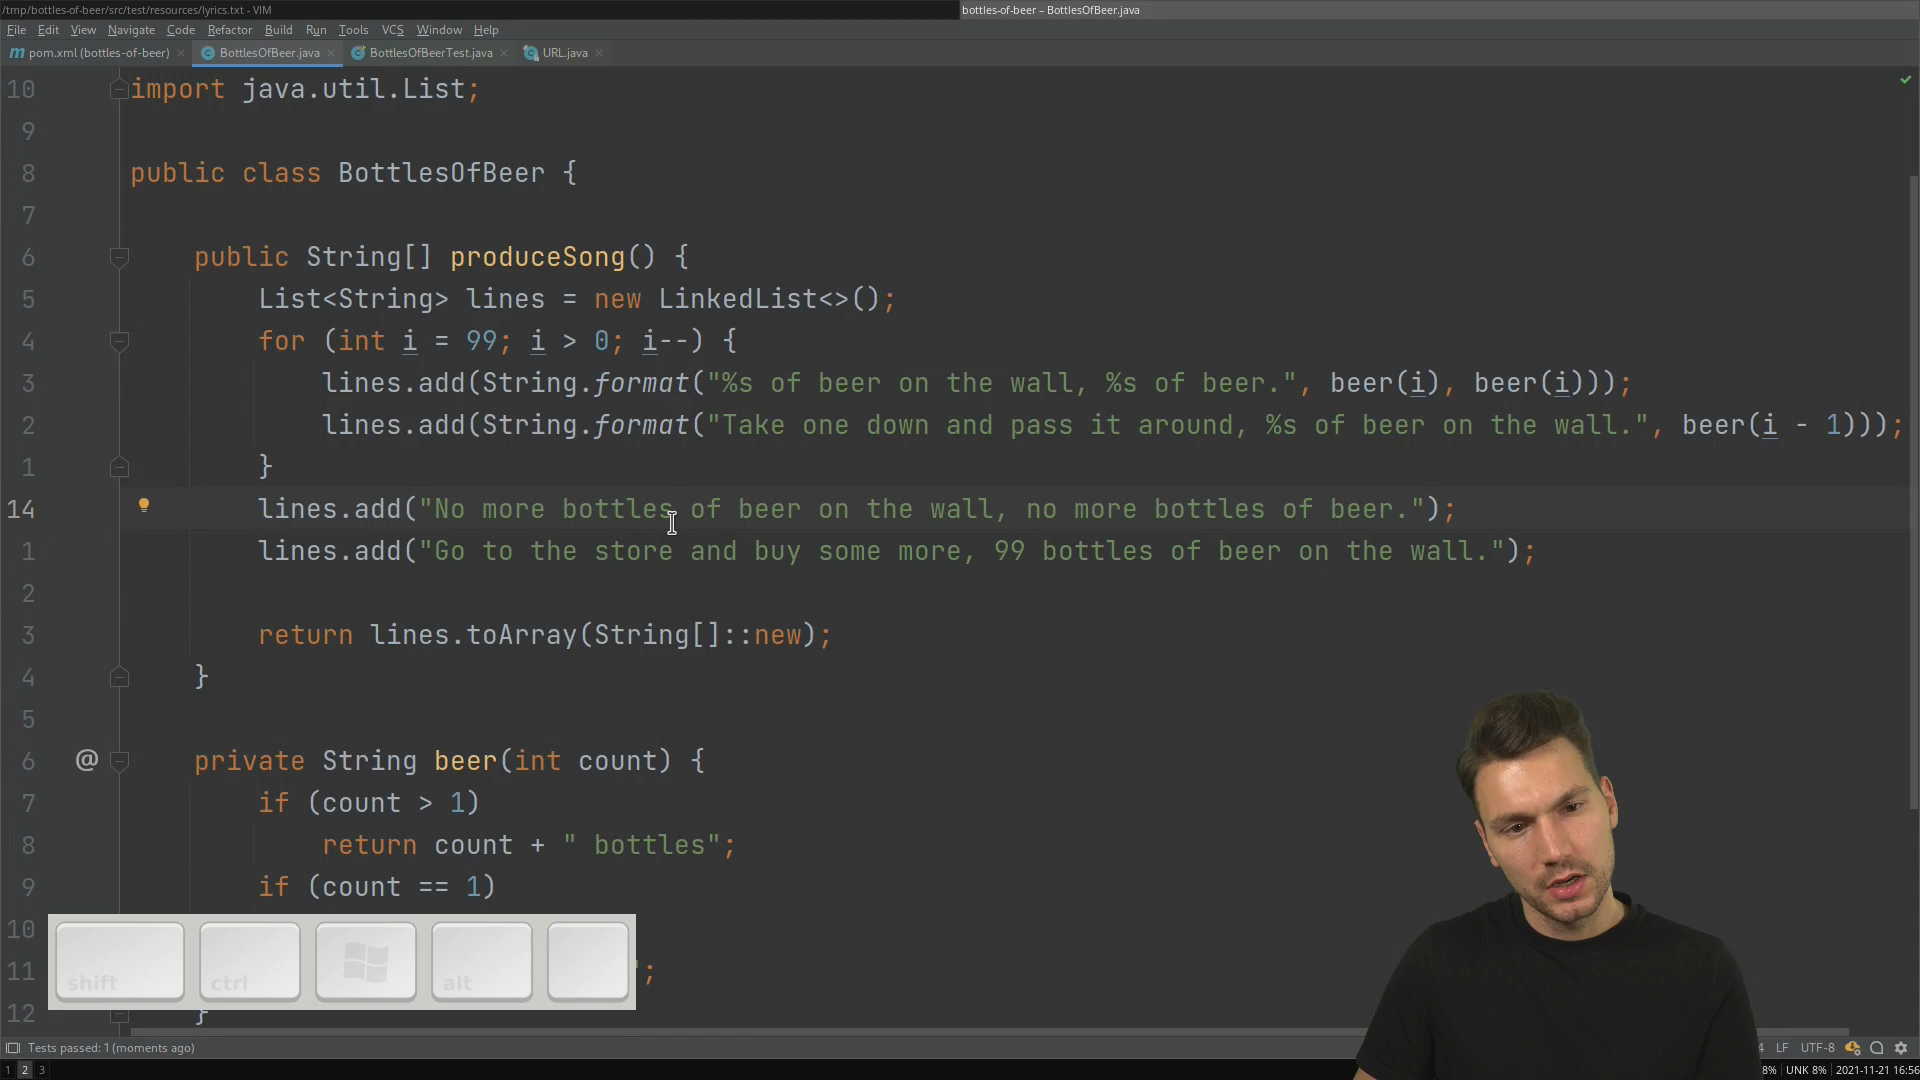 /tmp/bottles-of-beer/src/test/resources/lyrics.txt - VIM
bottles-of-beer – BottlesOfBeer.java
File Edit View Navigate Code Refactor Build Run Tools VCS Window Help
pom.xml (bottles-of-beer) BottlesOfBeer.java BottlesOfBeerTest.java URL.java
10 import java.util.List;
9
8 public class BottlesOfBeer {
7
6 public String[] produceSong() {
5 List<String> lines = new LinkedList<>();
4 for (int i = 99; i > 0; i--) {
3 lines.add(String.format("%s of beer on the wall, %s of beer.", beer(i), beer(i)));
2 lines.add(String.format("Take one down and pass it around, %s of beer on the wall.", beer(i - 1)));
1 }
14 lines.add("No more bottles of beer on the wall, no more bottles of beer.");
1 lines.add("Go to the store and buy some more, 99 bottles of beer on the wall.");
2
3 return lines.toArray(String[]::new);
4 }
5
6 @ private String beer(int count) {
7 if (count > 1)
8 return count + " bottles";
9 if (count == 1)
10
11 ";
12 }
shift ctrl alt
Tests passed: 1 (moments ago)
4 LF UTF-8
1 2 3
8% UNK 8% 2021-11-21 16:56